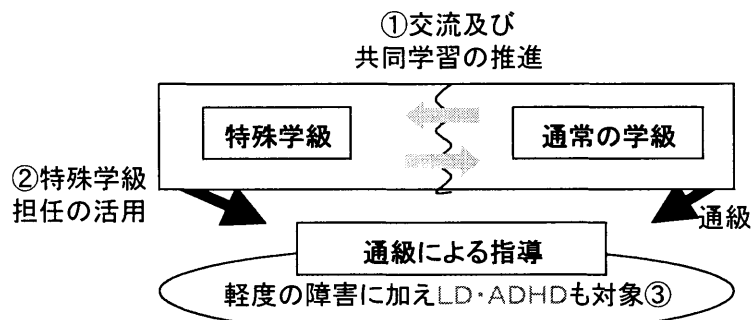 ①交流及び
共同学習の推進
特殊学級
通常の学級
②特殊学級
担任の活用
通級
通級による指導
軽度の障害に加えLD・ADHDも対象③